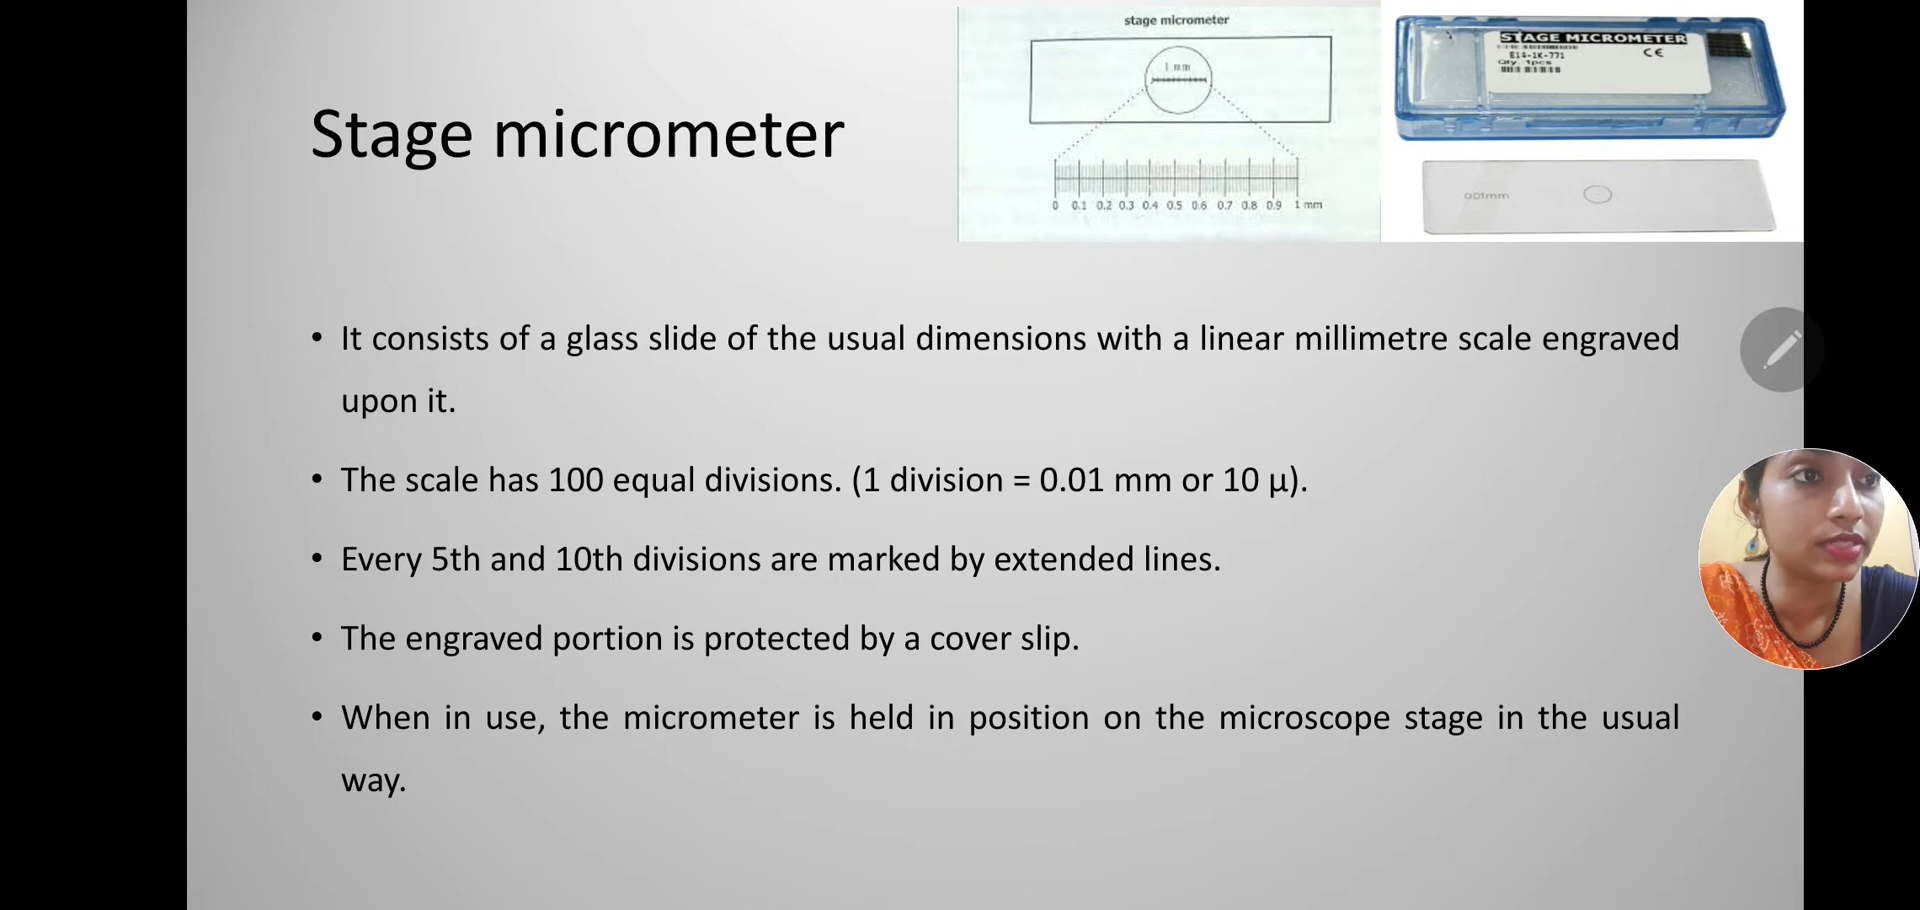 stage micrometer
1 mm
0 0.1 0.2 0.3 0.4 0.5 0.6 0.7 0.8 0.9 1 mm
STAGE MICROMETER
E14-1K-771
Qty. 1pcs
CE
0.01mm
Stage micrometer
• It consists of a glass slide of the usual dimensions with a linear millimetre scale engraved
upon it.
• The scale has 100 equal divisions. (1 division = 0.01 mm or 10 μ).
• Every 5th and 10th divisions are marked by extended lines.
• The engraved portion is protected by a cover slip.
• When in use, the micrometer is held in position on the microscope stage in the usual
way.